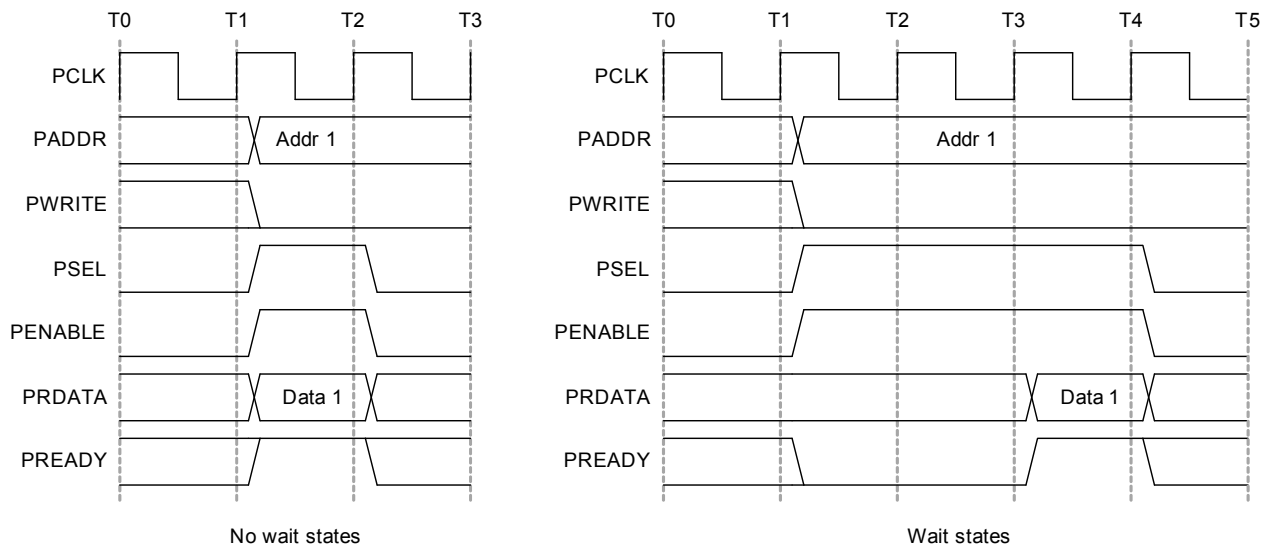 T0 T1 T2 T3
PCLK
PADDR Addr 1
PWRITE
PSEL
PENABLE
PRDATA Data 1
PREADY
No wait states
T0 T1 T2 T3 T4 T5
PCLK
PADDR Addr 1
PWRITE
PSEL
PENABLE
PRDATA Data 1
PREADY
Wait states